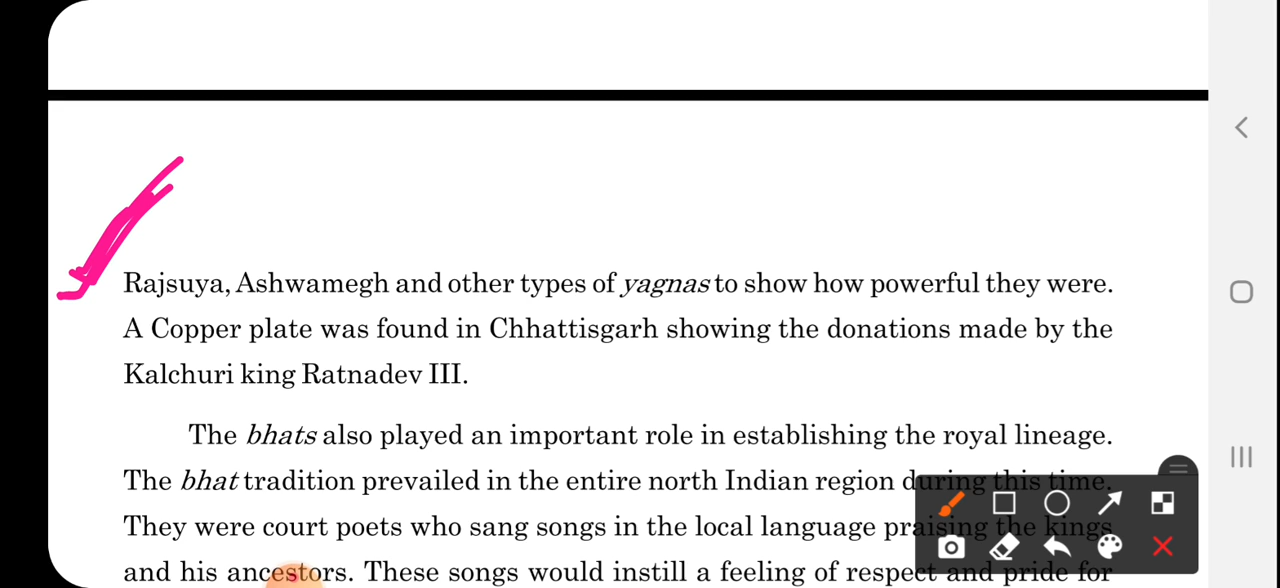 Rajsuya, Ashwamegh and other types of yagnas to show how powerful they were.
A Copper plate was found in Chhattisgarh showing the donations made by the
Kalchuri king Ratnadev III.
The bhats also played an important role in establishing the royal lineage.
The bhat tradition prevailed in the entire north Indian region during this time.
They were court poets who sang songs in the local language praising the kings
and his ancestors. These songs would instill a feeling of respect and pride for